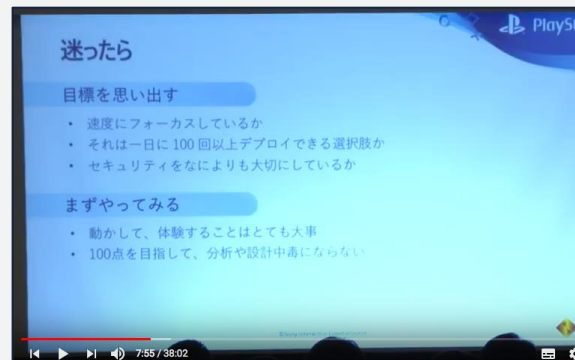 PlaySt
迷ったら
目標を思い出す
• 速度にフォーカスしているか
• それは一日に 100 回以上デプロイできる選択肢か
• セキュリティをなによりも大切にしているか
まずやってみる
• 動かして、体験することはとても大事
• 100点を目指して、分析や設計中毒にならない
7:55 / 38:02